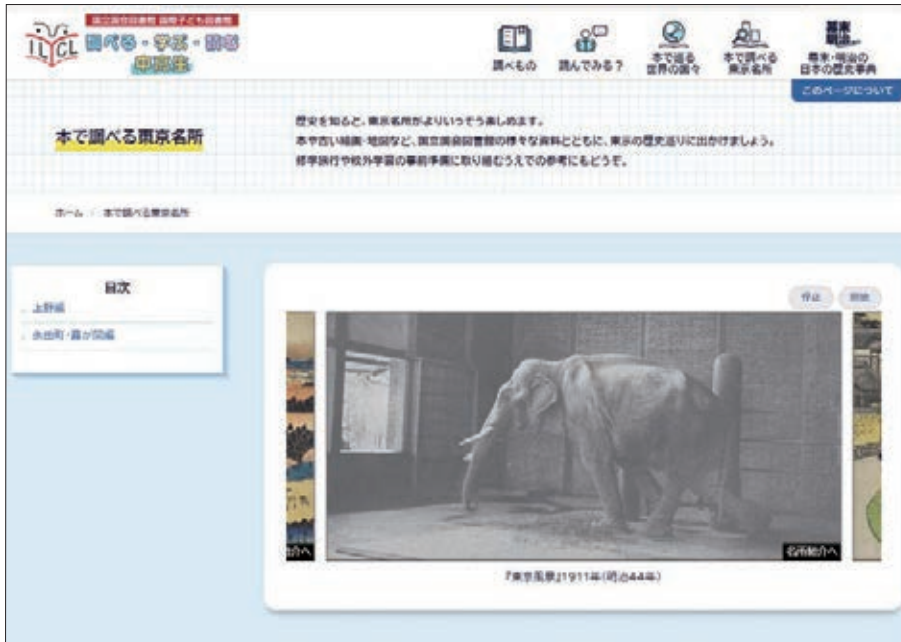 国立国会図書館 国際子ども図書館
ILCL
調べる・学ぶ・読む
中高生
調べもの
読んでみる？
本で巡る
世界の国々
本で調べる
東京名所
幕末・明治の
日本の歴史事典
このページについて
本で調べる東京名所
歴史を知ると、東京名所がよりいっそう楽しめます。
本や古い絵画・地図など、国立国会図書館の様々な資料とともに、東京の歴史巡りに出かけましょう。
修学旅行や校外学習の事前準備に取り組むうえでの参考にもどうぞ。
ホーム / 本で調べる東京名所
目次
上野編
永田町・霞が関編
停止
開始
紹介へ
名所紹介へ
『東京風景』1911年(明治44年)